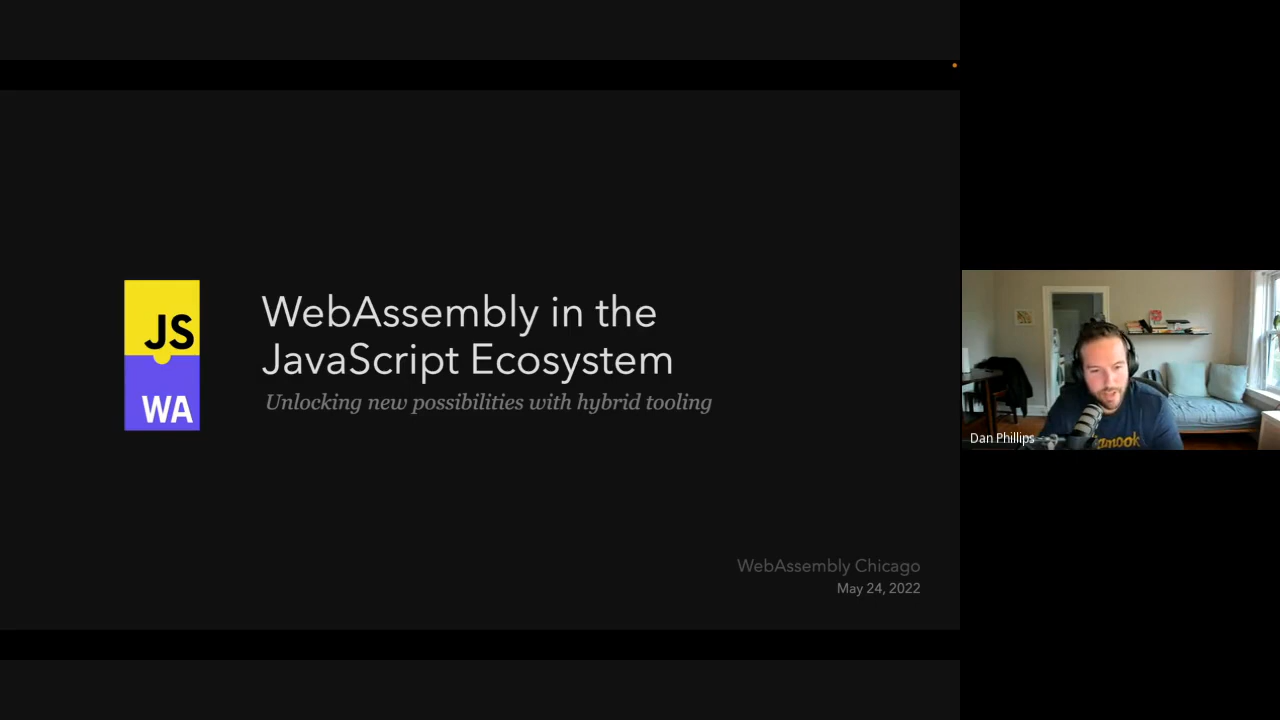 JS
WA
WebAssembly in the
JavaScript Ecosystem
Unlocking new possibilities with hybrid tooling
WebAssembly Chicago
May 24, 2022
Dan Phillips